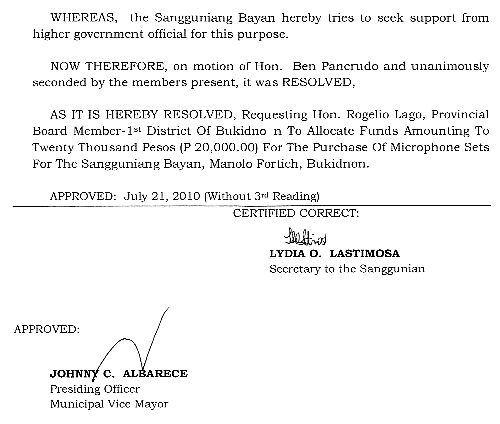 WHEREAS, the Sangguniang Bayan hereby tries to seek support from
higher government official for this purpose.
NOW THEREFORE, on motion of Hon. Ben Pancrudo and unanimously
seconded by the members present, it was RESOLVED,
AS IT IS HEREBY RESOLVED, Requesting Hon. Rogelio Lago, Provincial
Board Member-1st District Of Bukidno n To Allocate Funds Amounting To
Twenty Thousand Pesos (P 20,000.00) For The Purchase Of Microphone Sets
For The Sangguniang Bayan, Manolo Fortich, Bukidnon.
APPROVED: July 21, 2010 (Without 3rd Reading)
CERTIFIED CORRECT:
LYDIA O. LASTIMOSA
Secretary to the Sanggunian
APPROVED:
JOHNNY C. ALBARECE
Presiding Officer
Municipal Vice Mayor